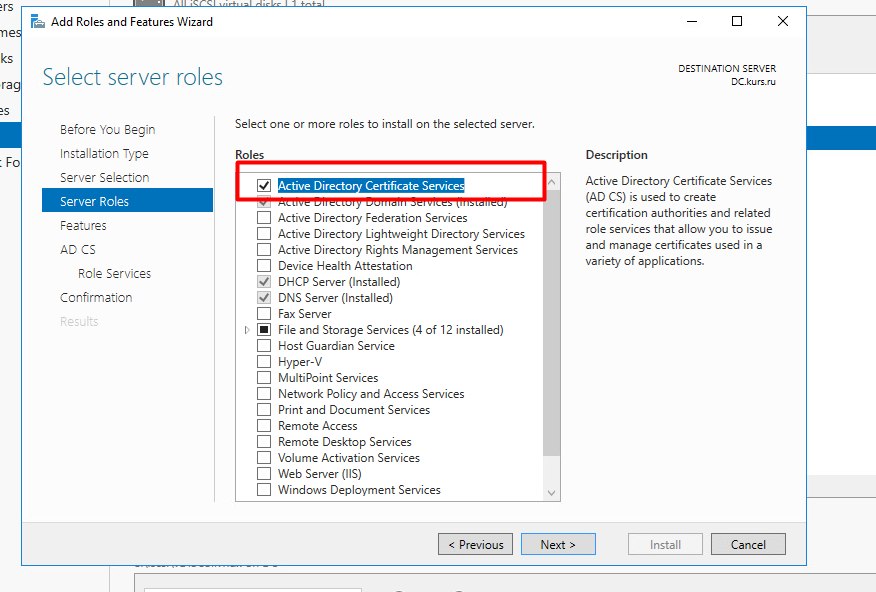 All iSCSI virtual disks | 1 total
Add Roles and Features Wizard
Select server roles
DESTINATION SERVER
DC.kurs.ru
Before You Begin
Installation Type
Server Selection
Server Roles
Features
AD CS
Role Services
Confirmation
Results
Select one or more roles to install on the selected server.
Roles
Active Directory Certificate Services
Active Directory Domain Services (Installed)
Active Directory Federation Services
Active Directory Lightweight Directory Services
Active Directory Rights Management Services
Device Health Attestation
DHCP Server (Installed)
DNS Server (Installed)
Fax Server
File and Storage Services (4 of 12 installed)
Host Guardian Service
Hyper-V
MultiPoint Services
Network Policy and Access Services
Print and Document Services
Remote Access
Remote Desktop Services
Volume Activation Services
Web Server (IIS)
Windows Deployment Services
Description
Active Directory Certificate Services
(AD CS) is used to create
certification authorities and related
role services that allow you to issue
and manage certificates used in a
variety of applications.
< Previous
Next >
Install
Cancel